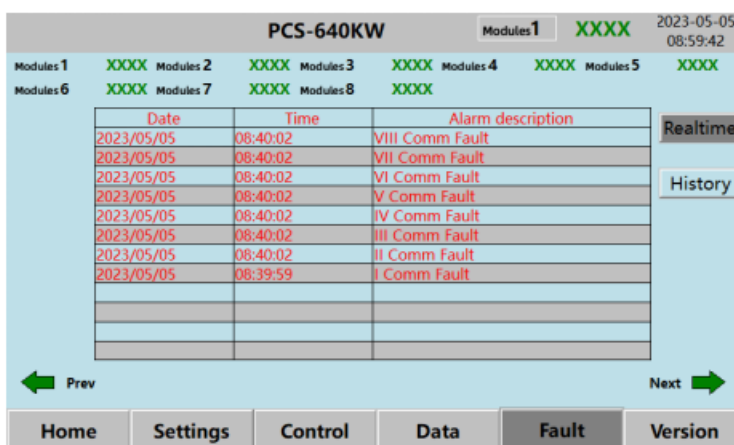 PCS-640KW Modules1 XXXX 2023-05-05
08:59:42
Modules1 XXXX Modules2 XXXX Modules3 XXXX Modules4 XXXX Modules5 XXXX
Modules6 XXXX Modules7 XXXX Modules8 XXXX
Date Time Alarm description
2023/05/05 08:40:02 VIII Comm Fault
2023/05/05 08:40:02 VII Comm Fault
2023/05/05 08:40:02 VI Comm Fault
2023/05/05 08:40:02 V Comm Fault
2023/05/05 08:40:02 IV Comm Fault
2023/05/05 08:40:02 III Comm Fault
2023/05/05 08:40:02 II Comm Fault
2023/05/05 08:39:59 I Comm Fault
Realtime
History
Prev Next
Home Settings Control Data Fault Version